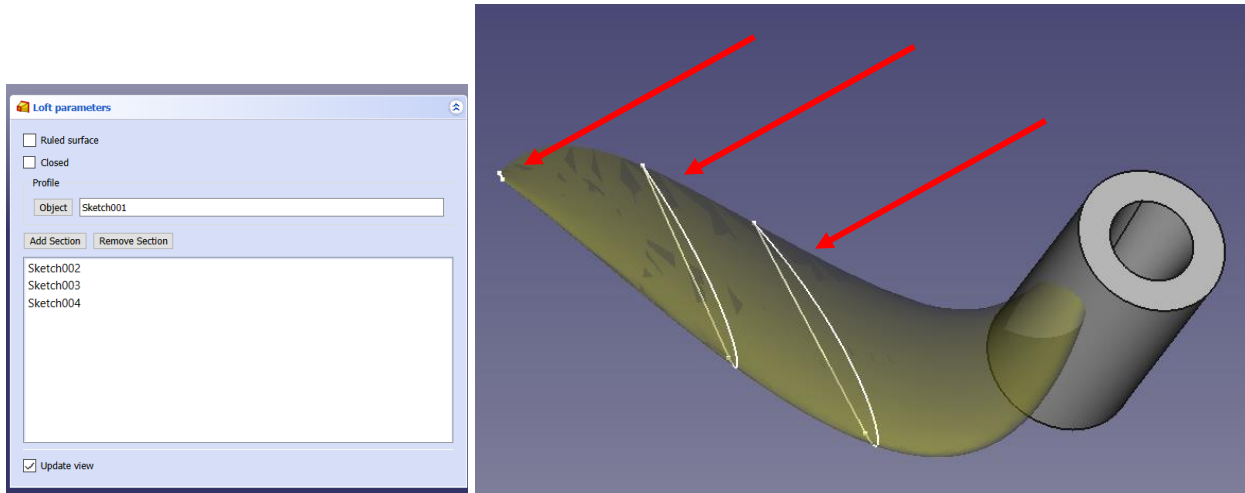 Loft parameters
Ruled surface
Closed
Profile
Object Sketch001
Add Section Remove Section
Sketch002
Sketch003
Sketch004
Update view